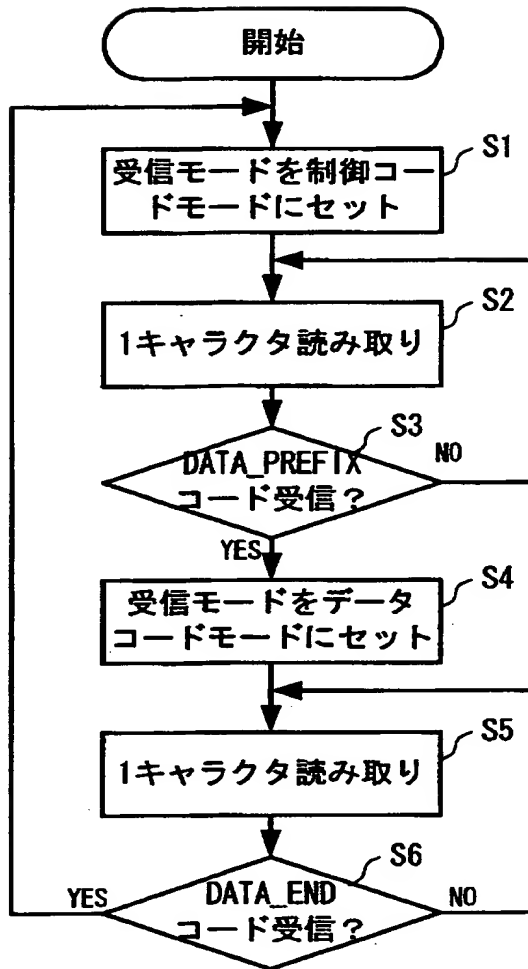 開始
S1
受信モードを制御コー
ドモードにセット
S2
1キャラクタ読み取り
S3
DATA_PREFIX
コード受信?
NO
YES
S4
受信モードをデータ
コードモードにセット
S5
1キャラクタ読み取り
S6
YES
DATA_END
コード受信?
NO